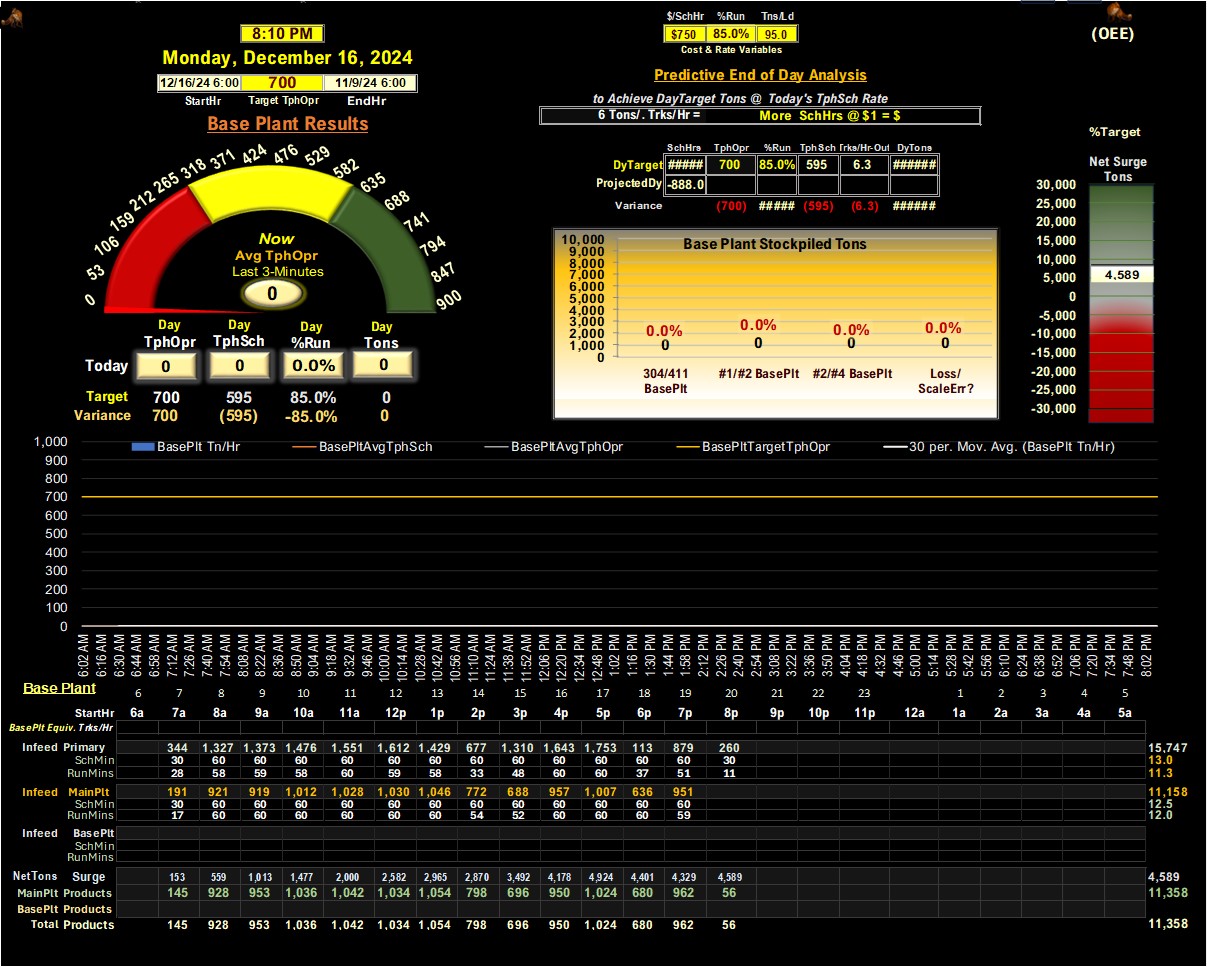 8:10 PM
Monday, December 16, 2024
12/16/24 6:00 700 11/9/24 6:00
StartHr Target TphOpr EndHr
Base Plant Results
0 53 106 159 212 265 318 371 424 476 529 582 635 688 741 794 847 900
Now
Avg TphOpr
Last 3-Minutes
0
Day Day Day Day
TphOpr TphSch %Run Tons
Today 0 0 0.0% 0
Target 700 595 85.0% 0
Variance 700 (595) -85.0% 0
$/SchHr %Run Tns/Ld
$750 85.0% 95.0
Cost & Rate Variables
Predictive End of Day Analysis
to Achieve DayTarget Tons @ Today's TphSch Rate
6 Tons/. Trks/Hr = More SchHrs @ $1 = $
SchHrs TphOpr %Run TphSch Trks/Hr-Out DyTons
DyTarget ##### 700 85.0% 595 6.3 ######
ProjectedDy -888.0
Variance (700) ##### (595) (6.3) ######
Base Plant Stockpiled Tons
10,000
9,000
8,000
7,000
6,000
5,000
4,000
3,000
2,000
1,000
0
0.0% 0.0% 0.0% 0.0%
0 0 0 0
304/411 BasePlt #1/#2 BasePlt #2/#4 BasePlt Loss/ ScaleErr?
(OEE)
%Target
Net Surge
Tons
30,000
25,000
20,000
15,000
10,000
5,000
0
-5,000
-10,000
-15,000
-20,000
-25,000
-30,000
4,589
BasePlt Tn/Hr BasePltAvgTphSch BasePltAvgTphOpr BasePltTargetTphOpr 30 per. Mov. Avg. (BasePlt Tn/Hr)
1,000
900
800
700
600
500
400
300
200
100
0
6:02 AM 6:16 AM 6:30 AM 6:44 AM 6:58 AM 7:12 AM 7:26 AM 7:40 AM 7:54 AM 8:08 AM 8:22 AM 8:36 AM 8:50 AM 9:04 AM 9:18 AM 9:32 AM 9:46 AM 10:00 AM 10:14 AM 10:28 AM 10:42 AM 10:56 AM 11:10 AM 11:24 AM 11:38 AM 11:52 AM 12:06 PM 12:20 PM 12:34 PM 12:48 PM 1:02 PM 1:16 PM 1:30 PM 1:44 PM 1:58 PM 2:12 PM 2:26 PM 2:40 PM 2:54 PM 3:08 PM 3:22 PM 3:36 PM 3:50 PM 4:04 PM 4:18 PM 4:32 PM 4:46 PM 5:00 PM 5:14 PM 5:28 PM 5:42 PM 5:56 PM 6:10 PM 6:24 PM 6:38 PM 6:52 PM 7:06 PM 7:20 PM 7:34 PM 7:48 PM 8:02 PM
Base Plant 6 7 8 9 10 11 12 13 14 15 16 17 18 19 20 21 22 23 1 2 3 4 5
StartHr 6a 7a 8a 9a 10a 11a 12p 1p 2p 3p 4p 5p 6p 7p 8p 9p 10p 11p 12a 1a 2a 3a 4a 5a
BasePlt Equiv. Trks/Hr
Infeed Primary 344 1,327 1,373 1,476 1,551 1,612 1,429 677 1,310 1,643 1,753 113 879 260 15,747
SchMin 30 60 60 60 60 60 60 60 60 60 60 60 60 30 13.0
RunMins 28 58 59 58 60 59 58 33 48 60 60 37 51 11 11.3
Infeed MainPlt 191 921 919 1,012 1,028 1,030 1,046 772 688 957 1,007 636 951 11,158
SchMin 30 60 60 60 60 60 60 60 60 60 60 60 60 12.5
RunMins 17 60 60 60 60 60 60 54 52 60 60 60 59 12.0
Infeed BasePlt
SchMin
RunMins
NetTons Surge 153 559 1,013 1,477 2,000 2,582 2,965 2,870 3,492 4,178 4,924 4,401 4,329 4,589 4,589
MainPlt Products 145 928 953 1,036 1,042 1,034 1,054 798 696 950 1,024 680 962 56 11,358
BasePlt Products
Total Products 145 928 953 1,036 1,042 1,034 1,054 798 696 950 1,024 680 962 56 11,358